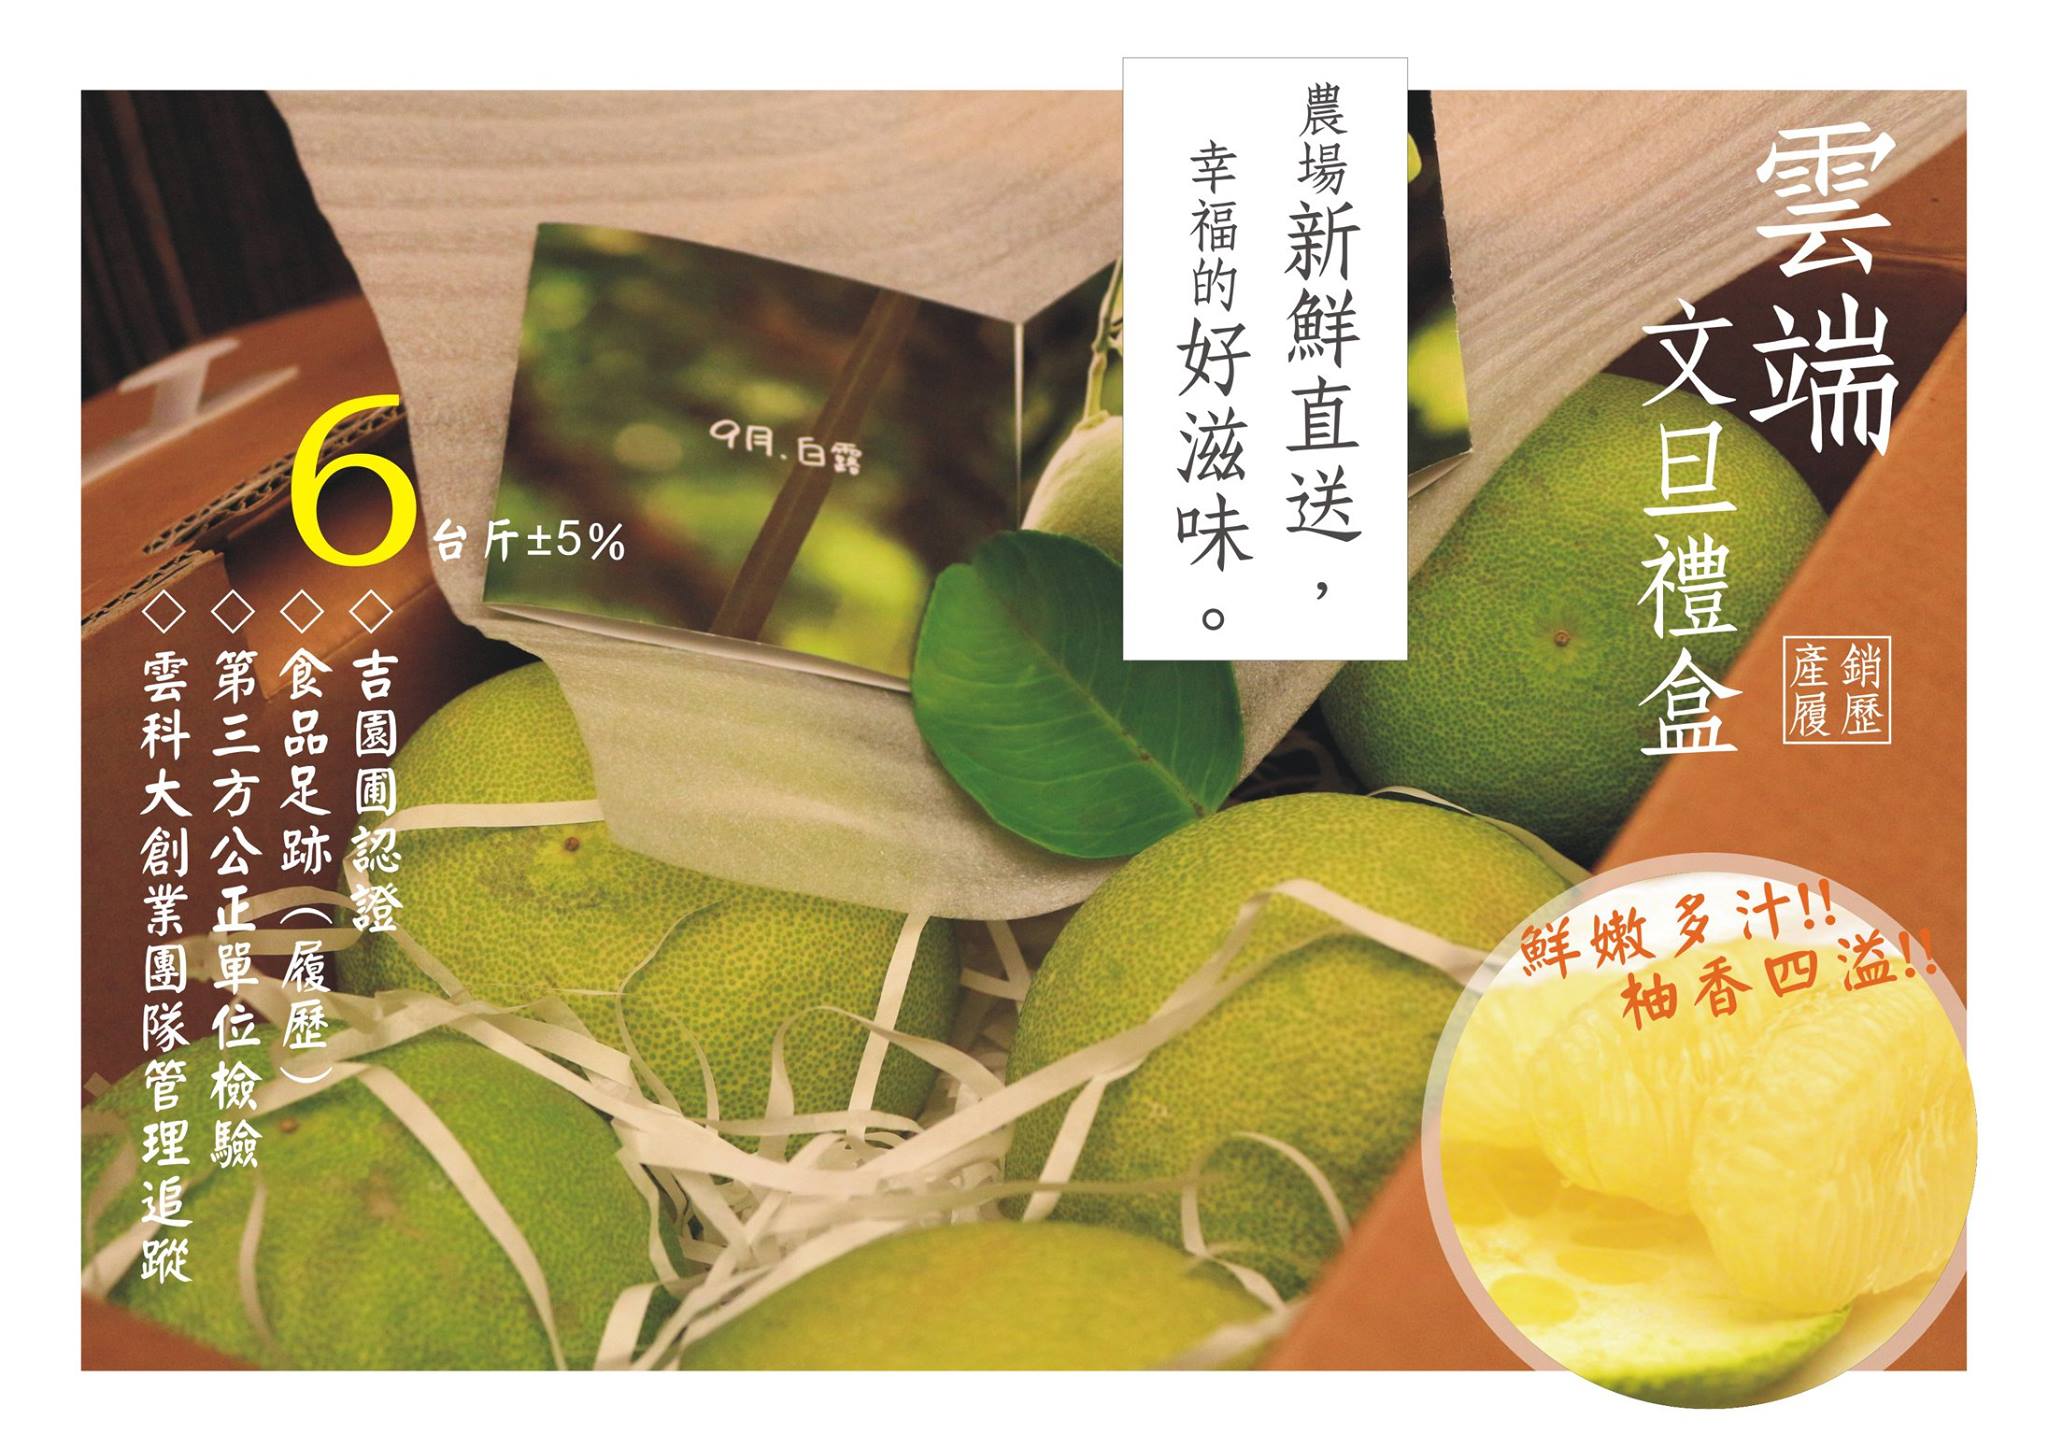 雲端
文旦禮盒
銷歷
產履
農場新鮮直送，
幸福的好滋味。
9月.白露
6台斤±5%
◇吉園圃認證
◇食品足跡（履歷）
◇第三方公正單位檢驗
◇雲科大創業團隊管理追蹤
鮮嫩多汁!!
柚香四溢!!